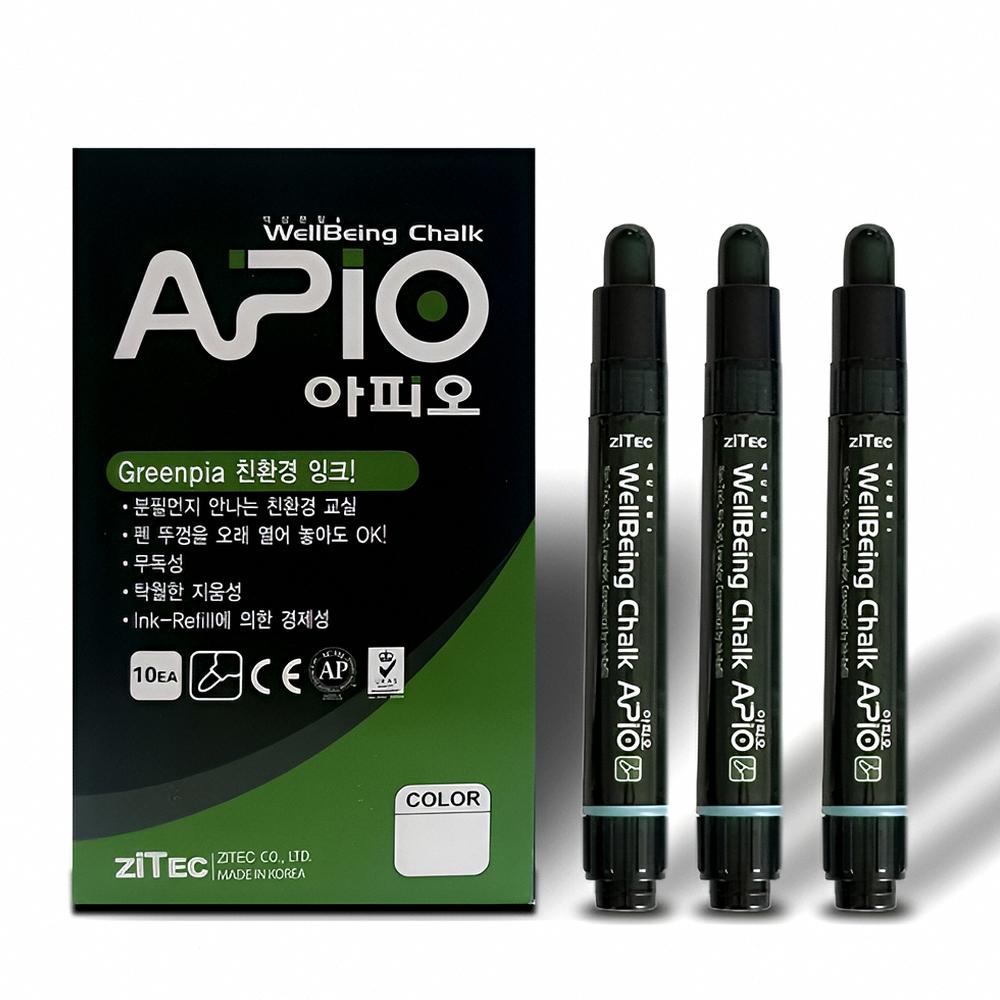 WellBeing Chalk
APiO
아피오
Greenpia 친환경 잉크!
• 분필먼지 안나는 친환경 교실
• 펜 뚜껑을 오래 열어 놓아도 OK!
• 무독성
• 탁월한 지움성
• Ink-Refill에 의한 경제성
10EA
CE
AP
COLOR
ZiTEC
ZITEC CO., LTD.
MADE IN KOREA
ZiTEC
WellBeing Chalk APiO
아피오
ZiTEC
WellBeing Chalk APiO
아피오
ZiTEC
WellBeing Chalk APiO
아피오